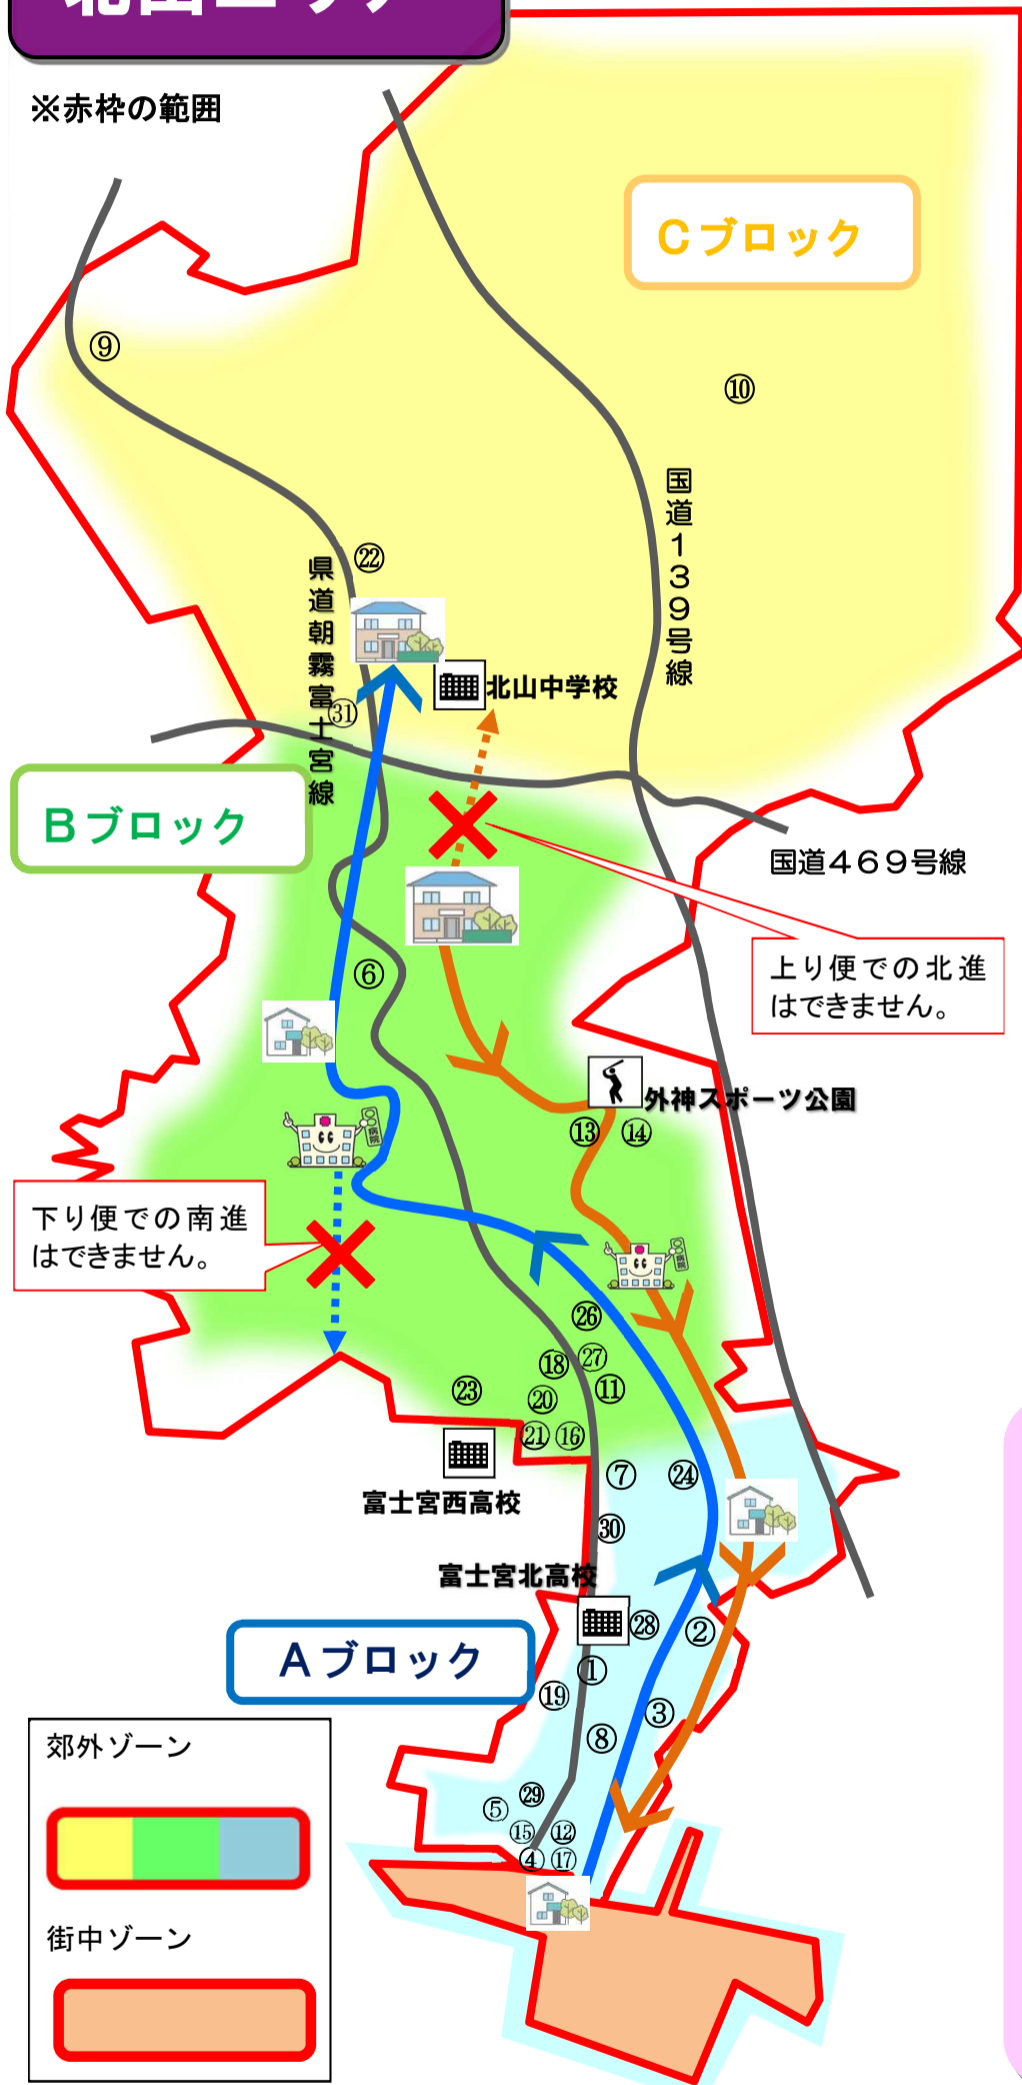 北山エリア
※赤枠の範囲
Cブロック
⑨
⑩
国道139号線
㉒
県道朝霧富士宮線
北山中学校
㉛
Bブロック
国道469号線
上り便での北進
はできません。
⑥
外神スポーツ公園
⑬ ⑭
下り便での南進
はできません。
㉖
⑱ ㉗
㉓ ⑳ ⑪
㉑ ⑯
⑦ ㉔
富士宮西高校
㉚
富士宮北高校
㉘ ②
Aブロック
①
⑲
③
⑧
郊外ゾーン
㉙
⑤
⑮ ⑫
④ ⑰
街中ゾーン